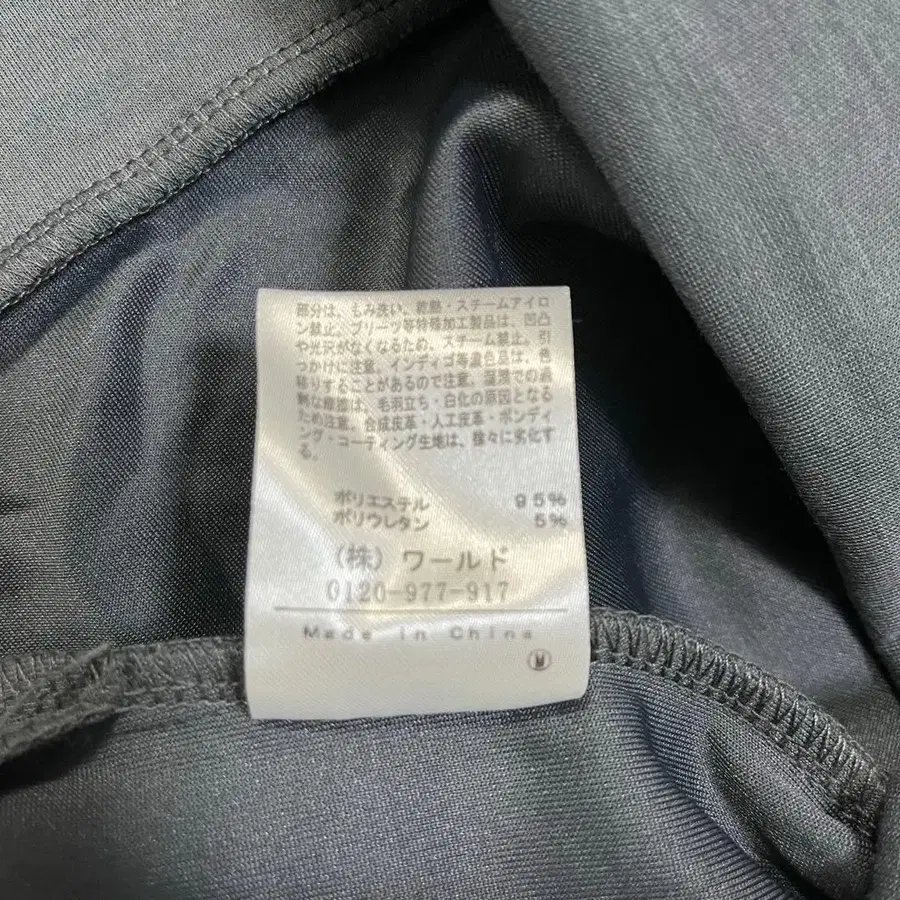 部分は、もみ洗い、乾熱・スチームアイロ
ン禁止。プリーツ等特殊加工製品は、凹凸
や光沢がなくなるため、スチーム禁止。引
っかけに注意。インディゴ等濃色品は、色
移りすることがあるので注意。湿潤での過
剰な摩擦は、毛羽立ち・白化の原因となる
ため注意。合成皮革・人工皮革・ボンディ
ング・コーティング生地は、徐々に劣化す
る。
ポリエステル 95%
ポリウレタン 5%
(株) ワールド
0120-977-917
Made in China
M